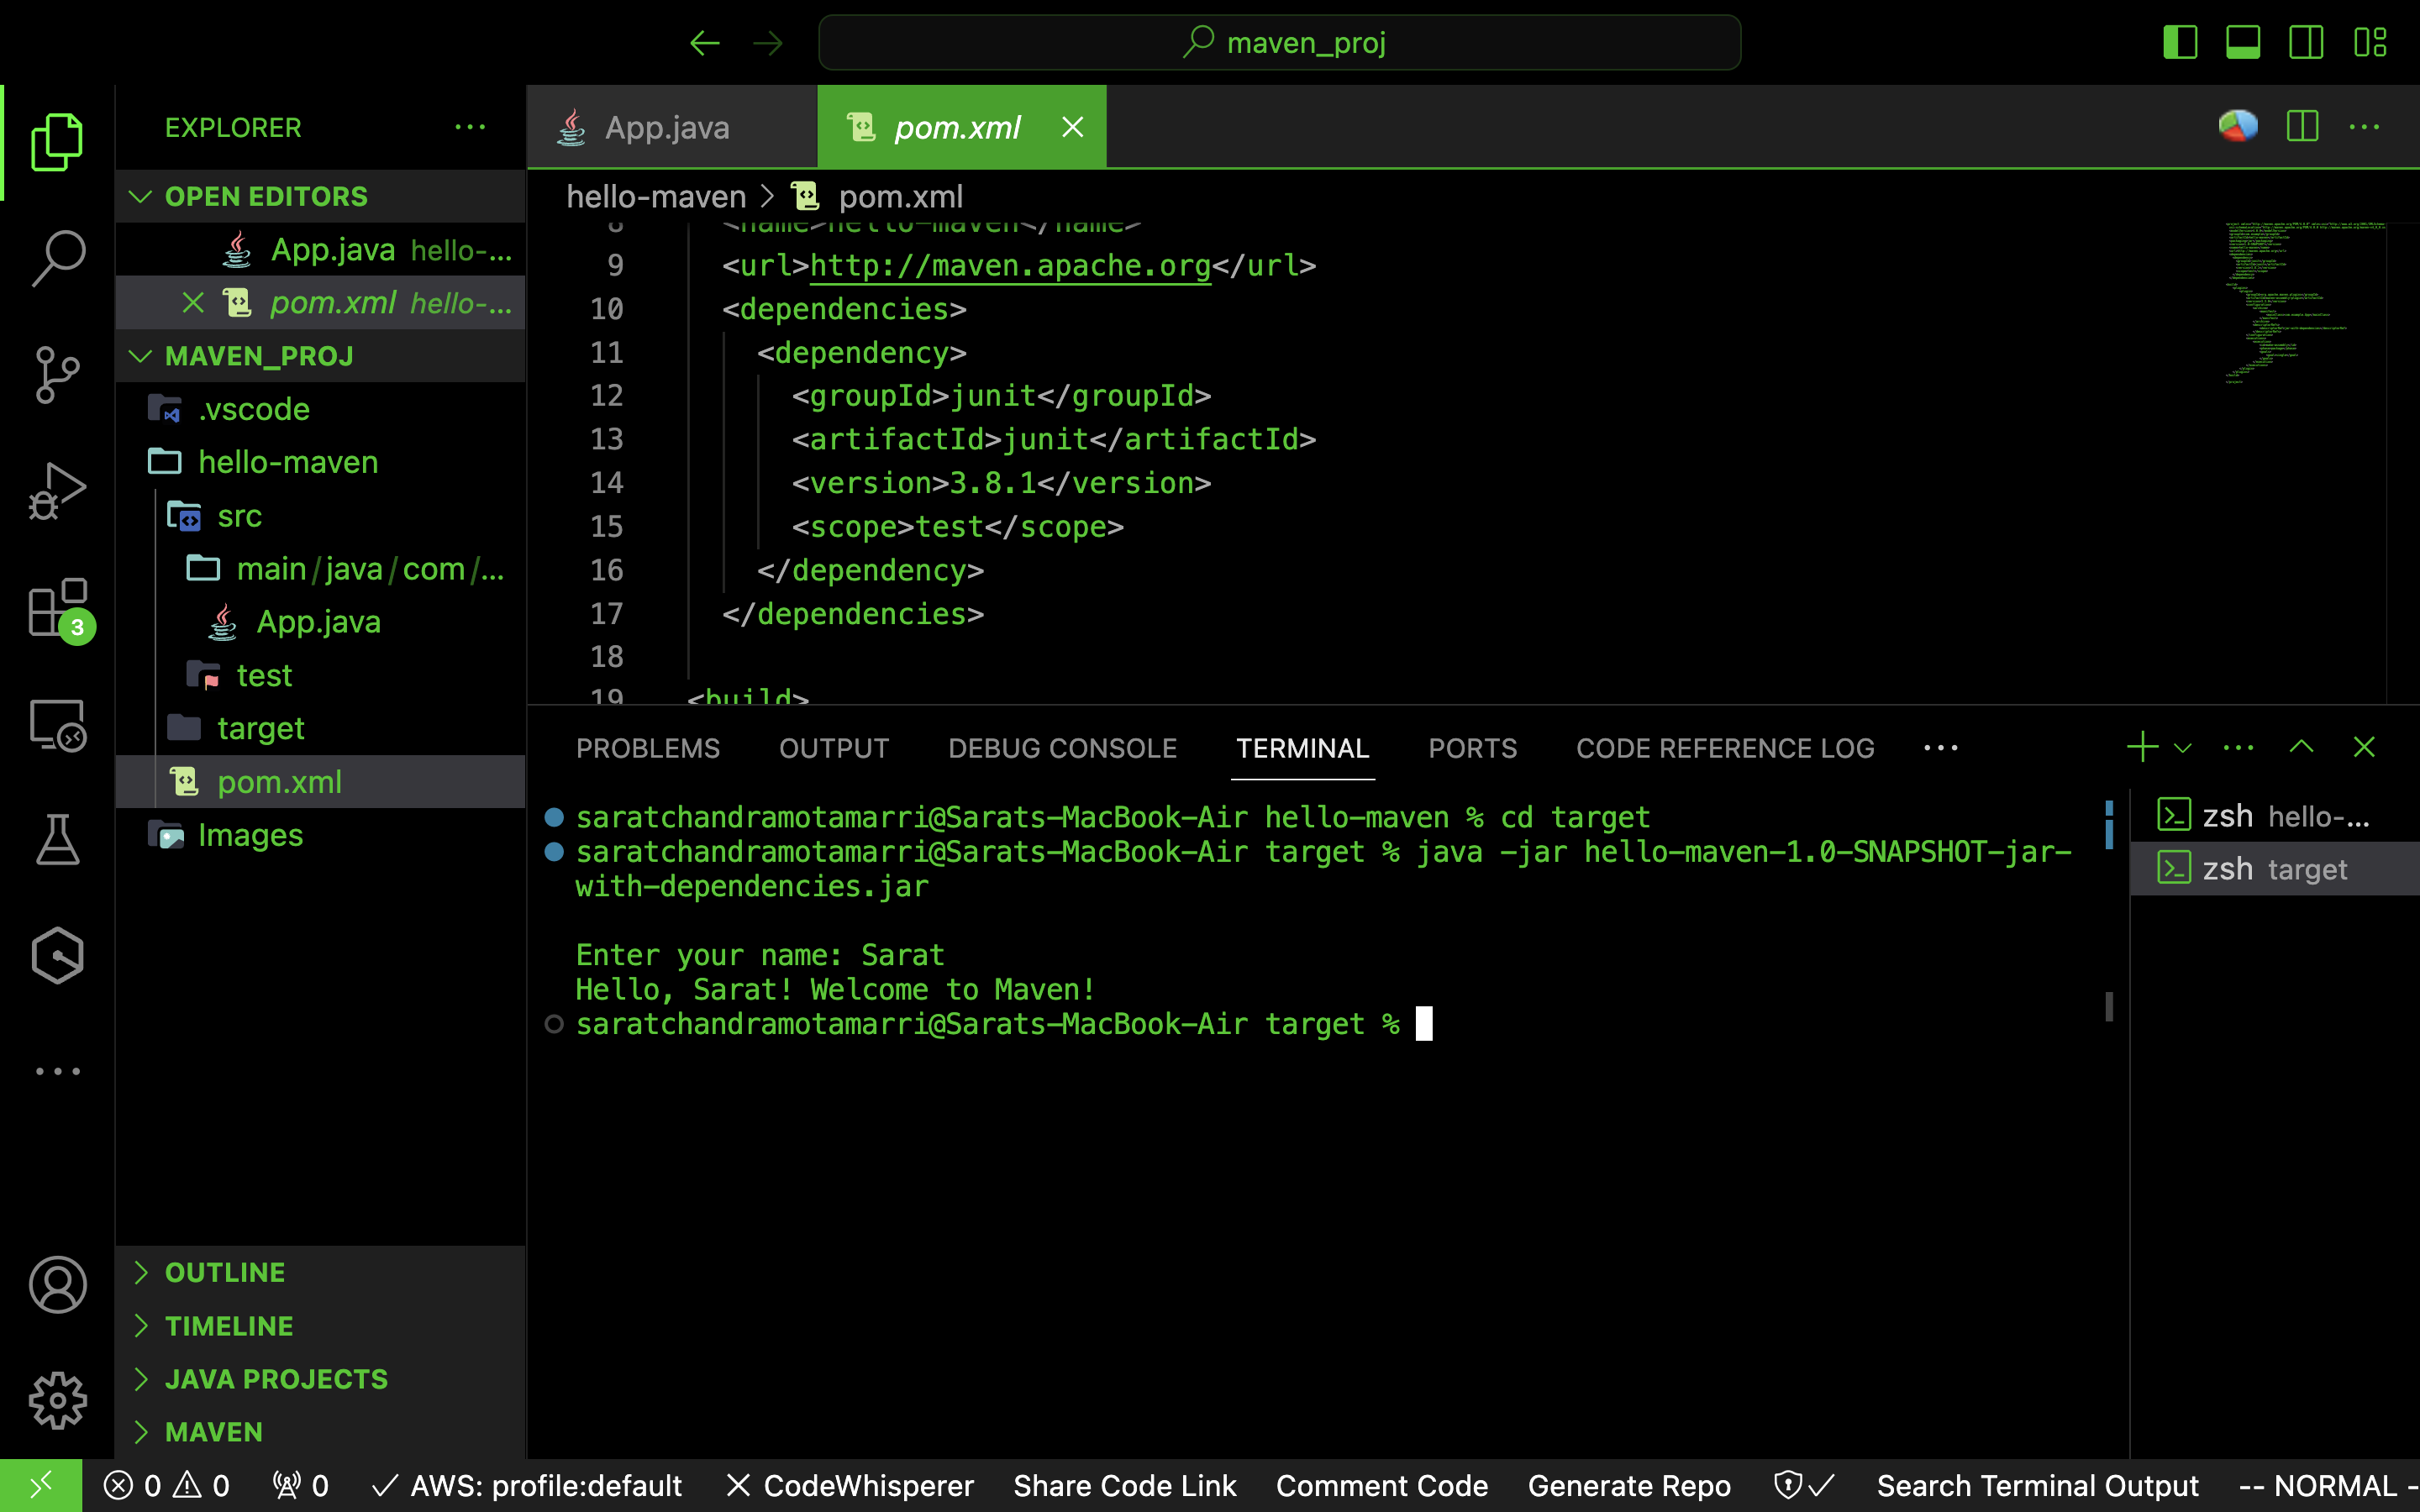 maven_proj
EXPLORER
App.java
pom.xml
OPEN EDITORS
App.java hello-...
pom.xml hello-...
MAVEN_PROJ
.vscode
hello-maven
src
main/java/com/...
App.java
test
target
pom.xml
Images
3
OUTLINE
TIMELINE
JAVA PROJECTS
MAVEN
hello-maven > pom.xml
8 <name>hello-maven</name>
9 <url>http://maven.apache.org</url>
10 <dependencies>
11 <dependency>
12 <groupId>junit</groupId>
13 <artifactId>junit</artifactId>
14 <version>3.8.1</version>
15 <scope>test</scope>
16 </dependency>
17 </dependencies>
18
19 <build>
PROBLEMS OUTPUT DEBUG CONSOLE TERMINAL PORTS CODE REFERENCE LOG
saratchandramotamarri@Sarats-MacBook-Air hello-maven % cd target
saratchandramotamarri@Sarats-MacBook-Air target % java -jar hello-maven-1.0-SNAPSHOT-jar-
with-dependencies.jar
Enter your name: Sarat
Hello, Sarat! Welcome to Maven!
saratchandramotamarri@Sarats-MacBook-Air target %
zsh hello-...
zsh target
0 0 0 AWS: profile:default CodeWhisperer Share Code Link Comment Code Generate Repo Search Terminal Output -- NORMAL -